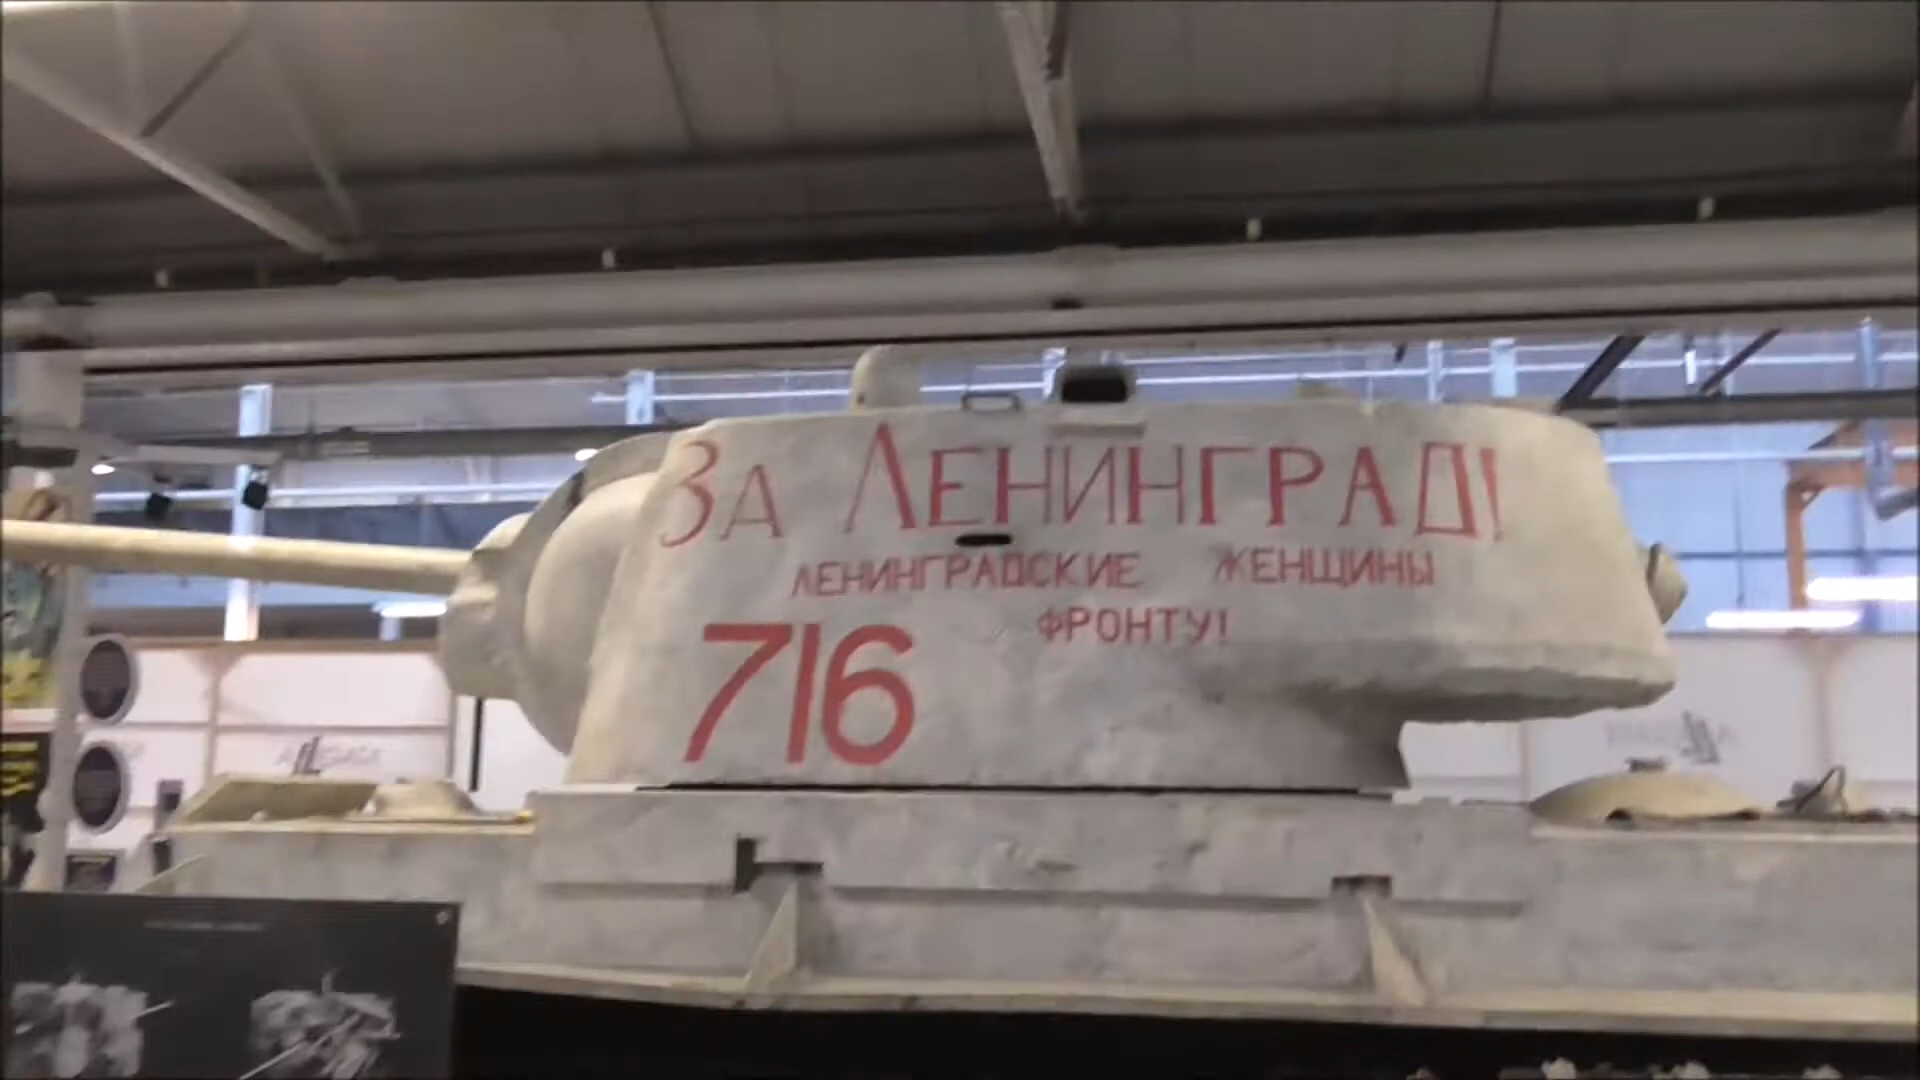 ЗА ЛЕНИНГРАД!
ЛЕНИНГРАДСКИЕ ЖЕНЩИНЫ
ФРОНТУ!
716